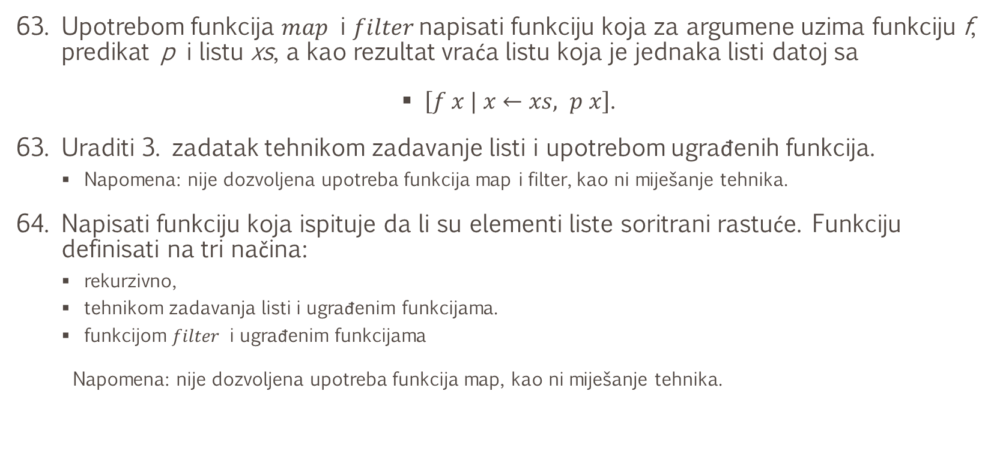 63. Upotrebom funkcija map i filter napisati funkciju koja za argumene uzima funkciju f,
predikat p i listu xs, a kao rezultat vraća listu koja je jednaka listi datoj sa
▪ [f x | x ← xs, p x].
63. Uraditi 3. zadatak tehnikom zadavanje listi i upotrebom ugrađenih funkcija.
▪ Napomena: nije dozvoljena upotreba funkcija map i filter, kao ni miješanje tehnika.
64. Napisati funkciju koja ispituje da li su elementi liste soritrani rastuće. Funkciju
definisati na tri načina:
▪ rekurzivno,
▪ tehnikom zadavanja listi i ugrađenim funkcijama.
▪ funkcijom filter i ugrađenim funkcijama
Napomena: nije dozvoljena upotreba funkcija map, kao ni miješanje tehnika.